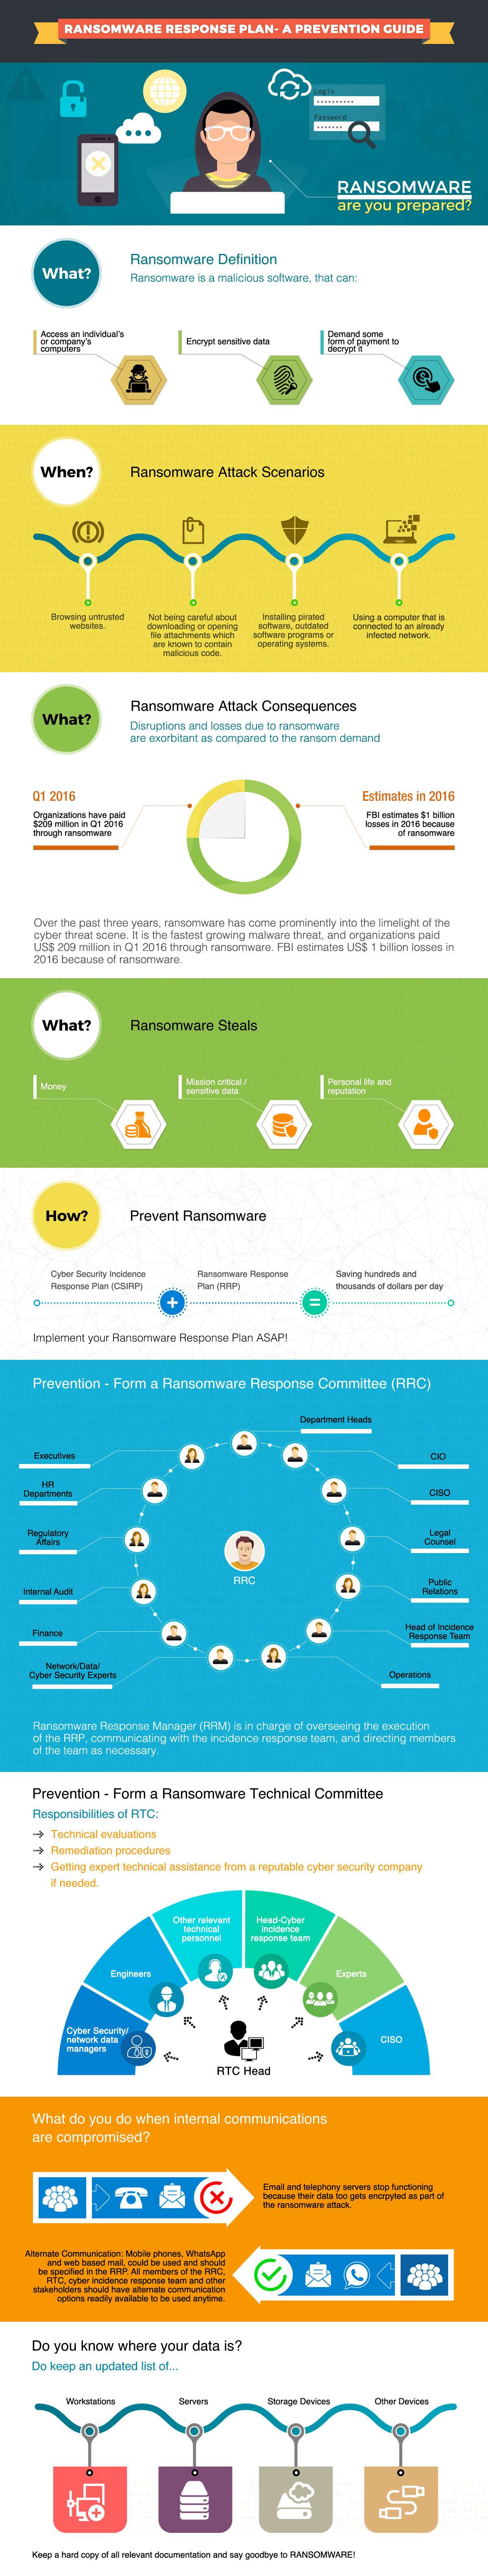 RANSOMWARE RESPONSE PLAN- A PREVENTION GUIDE
Login
Password
RANSOMWARE
are you prepared?
What?
Ransomware Definition
Ransomware is a malicious software, that can:
Access an individual's
or company's
computers
Encrypt sensitive data
Demand some
form of payment to
decrypt it
When?
Ransomware Attack Scenarios
Browsing untrusted
websites.
Not being careful about
downloading or opening
file attachments which
are known to contain
malicious code.
Installing pirated
software, outdated
software programs or
operating systems.
Using a computer that is
connected to an already
infected network.
What?
Ransomware Attack Consequences
Disruptions and losses due to ransomware
are exorbitant as compared to the ransom demand
Q1 2016
Organizations have paid
$209 million in Q1 2016
through ransomware
Estimates in 2016
FBI estimates $1 billion
losses in 2016 because
of ransomware
Over the past three years, ransomware has come prominently into the limelight of the
cyber threat scene. It is the fastest growing malware threat, and organizations paid
US$ 209 million in Q1 2016 through ransomware. FBI estimates US$ 1 billion losses in
2016 because of ransomware.
What?
Ransomware Steals
Money
Mission critical /
sensitive data
Personal life and
reputation
How?
Prevent Ransomware
Cyber Security Incidence
Response Plan (CSIRP)
+
Ransomware Response
Plan (RRP)
=
Saving hundreds and
thousands of dollars per day
Implement your Ransomware Response Plan ASAP!
Prevention - Form a Ransomware Response Committee (RRC)
Department Heads
Executives
CIO
HR
Departments
CISO
Regulatory
Affairs
Legal
Counsel
RRC
Internal Audit
Public
Relations
Finance
Head of Incidence
Response Team
Network/Data/
Cyber Security Experts
Operations
Ransomware Response Manager (RRM) is in charge of overseeing the execution
of the RRP, communicating with the incidence response team, and directing members
of the team as necessary.
Prevention - Form a Ransomware Technical Committee
Responsibilities of RTC:
Technical evaluations
Remediation procedures
Getting expert technical assistance from a reputable cyber security company
if needed.
Other relevant
technical
personnel
Head-Cyber
incidence
response team
Engineers
Experts
Cyber Security/
network data
managers
CISO
RTC Head
What do you do when internal communications
are compromised?
Email and telephony servers stop functioning
because their data too gets encrpyted as part of
the ransomware attack.
Alternate Communication: Mobile phones, WhatsApp
and web based mail, could be used and should
be specified in the RRP. All members of the RRC,
RTC, cyber incidence response team and other
stakeholders should have alternate communication
options readily available to be used anytime.
Do you know where your data is?
Do keep an updated list of...
Workstations
Servers
Storage Devices
Other Devices
Keep a hard copy of all relevant documentation and say goodbye to RANSOMWARE!